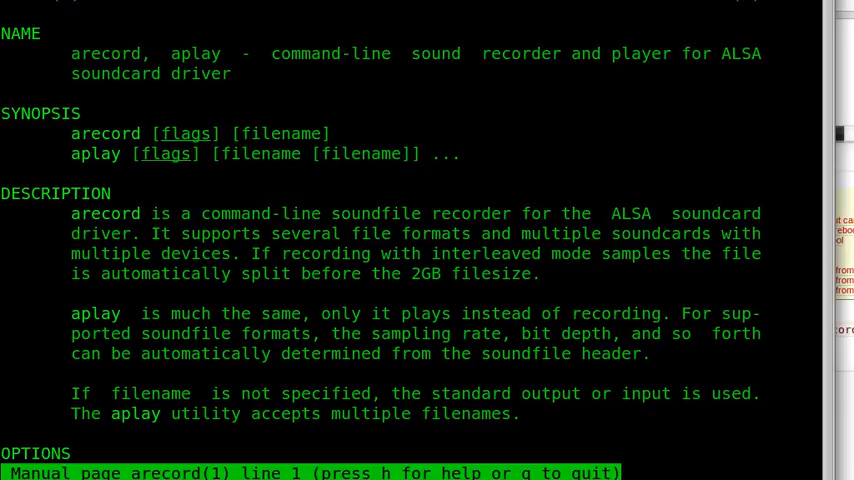 NAME
arecord, aplay - command-line sound recorder and player for ALSA
soundcard driver
SYNOPSIS
arecord [flags] [filename]
aplay [flags] [filename [filename]] ...
DESCRIPTION
arecord is a command-line soundfile recorder for the ALSA soundcard
driver. It supports several file formats and multiple soundcards with
multiple devices. If recording with interleaved mode samples the file
is automatically split before the 2GB filesize.
aplay is much the same, only it plays instead of recording. For sup-
ported soundfile formats, the sampling rate, bit depth, and so forth
can be automatically determined from the soundfile header.
If filename is not specified, the standard output or input is used.
The aplay utility accepts multiple filenames.
OPTIONS
Manual page arecord(1) line 1 (press h for help or q to quit)
from
from
from